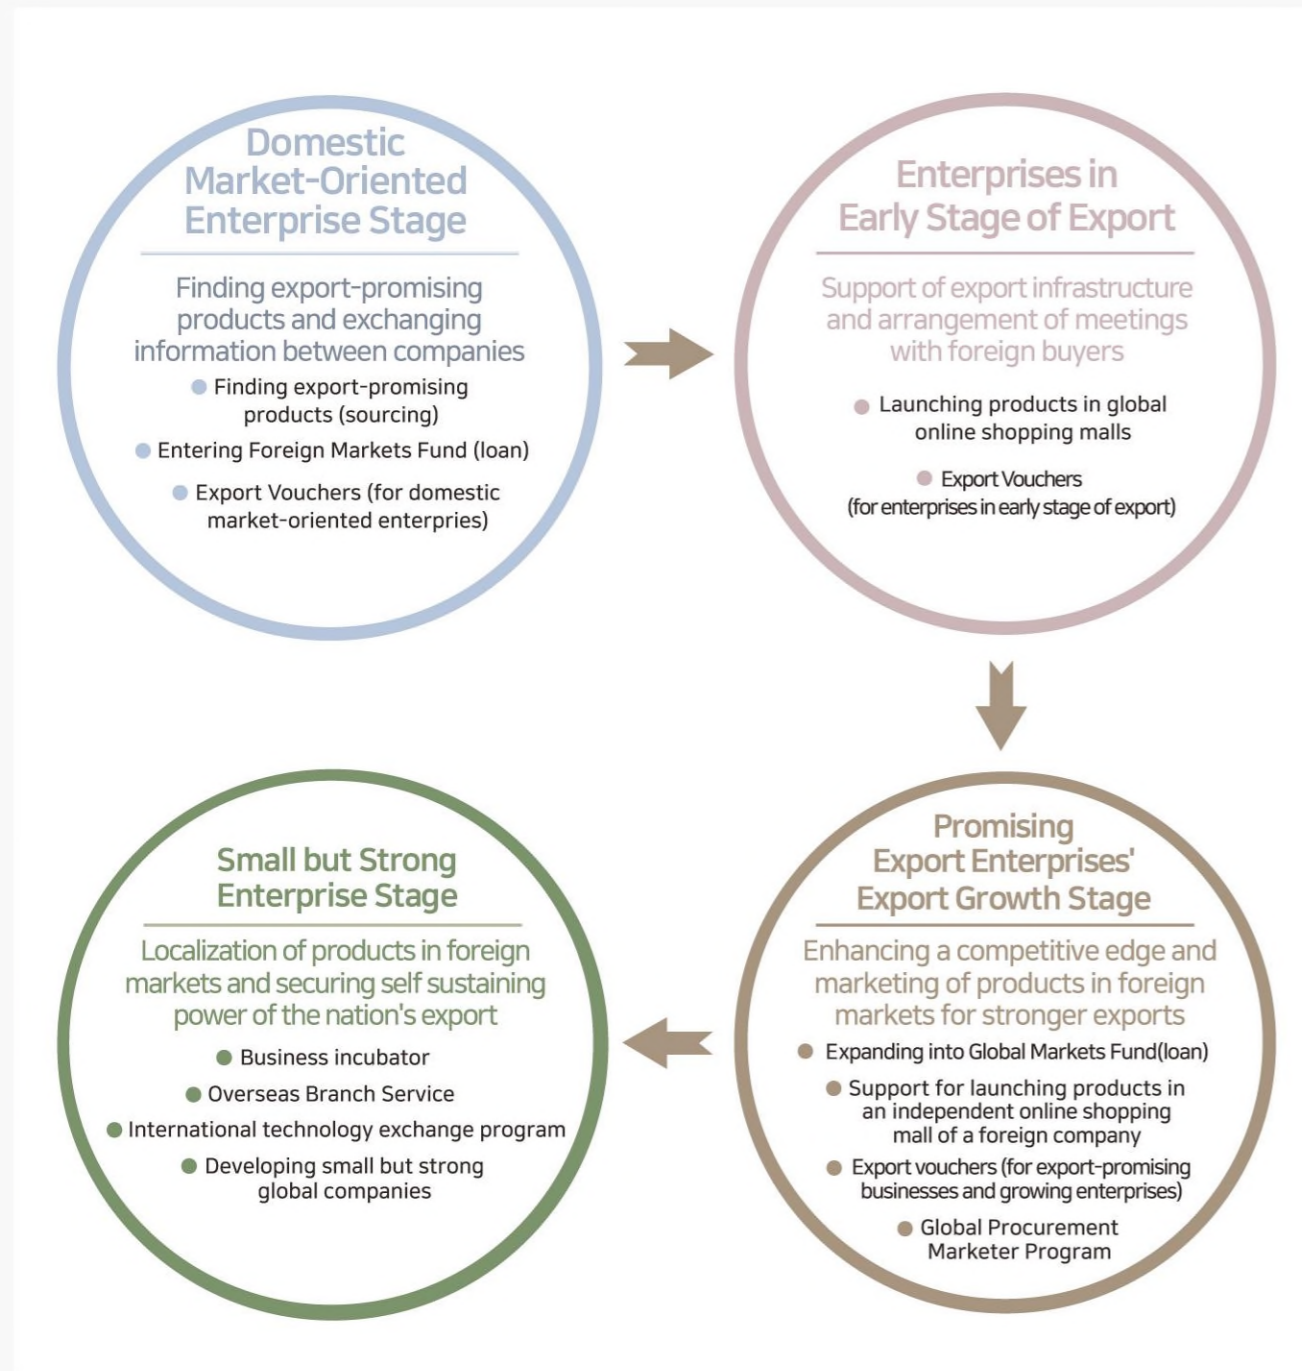 Domestic
Market-Oriented
Enterprise Stage
Finding export-promising
products and exchanging
information between companies
Finding export-promising
products (sourcing)
Entering Foreign Markets Fund (loan)
Export Vouchers (for domestic
market-oriented enterpries)
Enterprises in
Early Stage of Export
Support of export infrastructure
and arrangement of meetings
with foreign buyers
Launching products in global
online shopping malls
Export Vouchers
(for enterprises in early stage of export)
Promising
Export Enterprises'
Export Growth Stage
Enhancing a competitive edge and
marketing of products in foreign
markets for stronger exports
Expanding into Global Markets Fund(loan)
Support for launching products in
an independent online shopping
mall of a foreign company
Export vouchers (for export-promising
businesses and growing enterprises)
Global Procurement
Marketer Program
Small but Strong
Enterprise Stage
Localization of products in foreign
markets and securing self sustaining
power of the nation's export
Business incubator
Overseas Branch Service
International technology exchange program
Developing small but strong
global companies